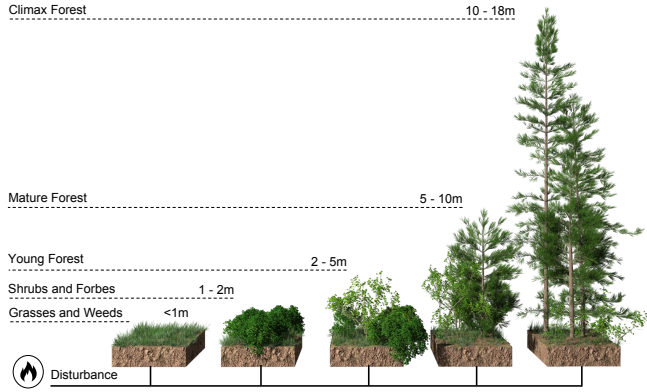 Climax Forest 10 - 18m
Mature Forest 5 - 10m
Young Forest 2 - 5m
Shrubs and Forbes 1 - 2m
Grasses and Weeds <1m
Disturbance